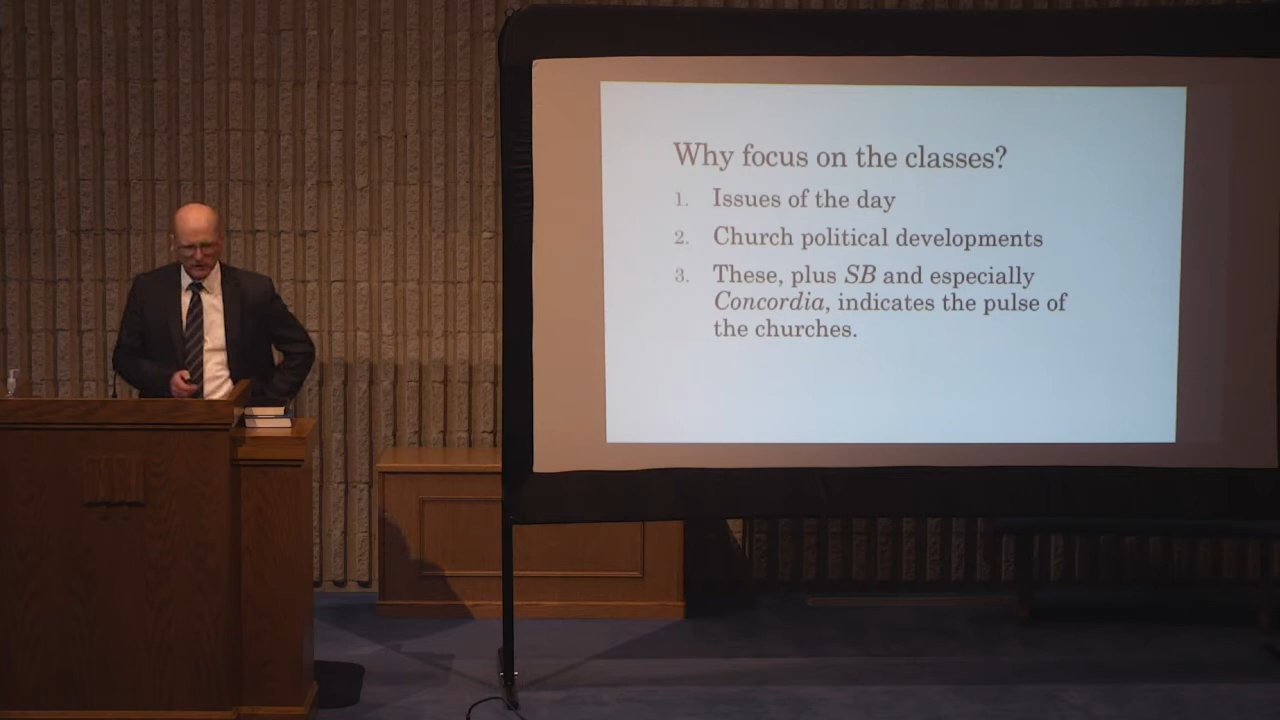 Why focus on the classes?
1. Issues of the day
2. Church political developments
3. These, plus SB and especially
Concordia, indicates the pulse of
the churches.